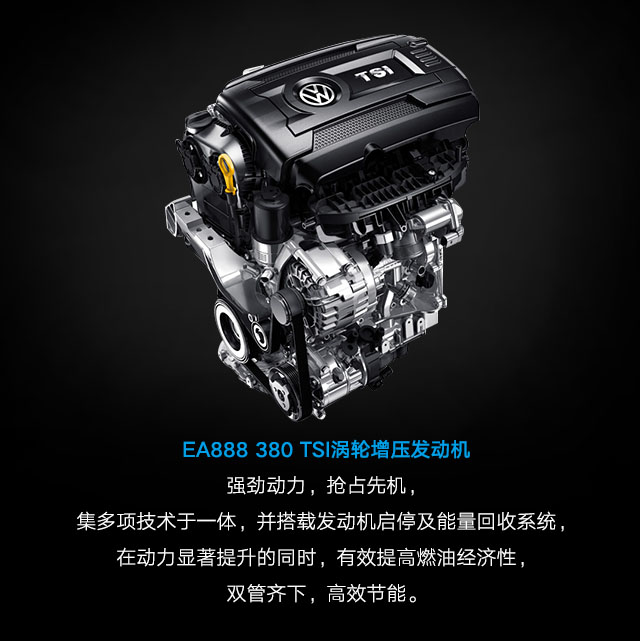 TSI
EA888 380 TSI涡轮增压发动机
强劲动力，抢占先机，
集多项技术于一体，并搭载发动机启停及能量回收系统，
在动力显著提升的同时，有效提高燃油经济性，
双管齐下，高效节能。